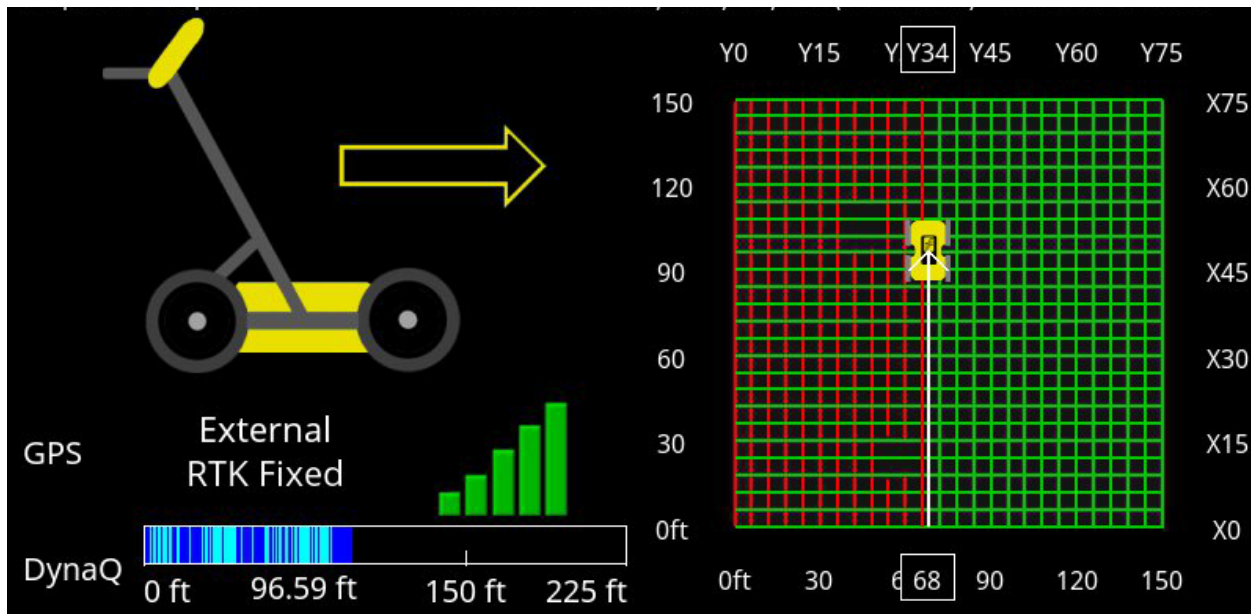 Y0 Y15 Y34 Y45 Y60 Y75
150 X75
120 X60
90 X45
60 X30
30 X15
0ft X0
0ft 30 68 90 120 150
GPS
External
RTK Fixed
DynaQ
0 ft 96.59 ft 150 ft 225 ft